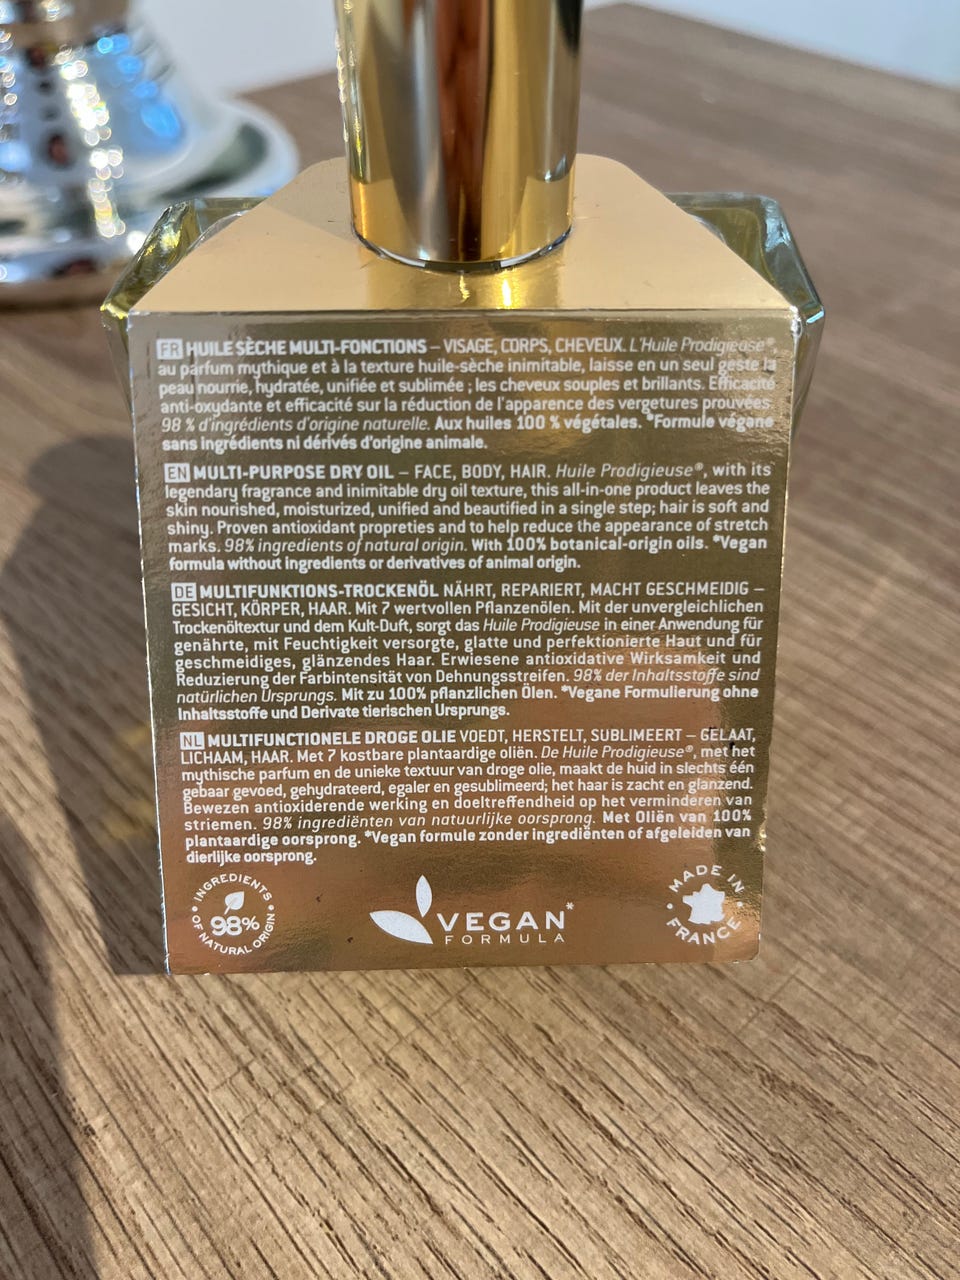 FR HUILE SÈCHE MULTI-FONCTIONS – VISAGE, CORPS, CHEVEUX. L'Huile Prodigieuse®,
au parfum mythique et à la texture huile-sèche inimitable, laisse en un seul geste la
peau nourrie, hydratée, unifiée et sublimée ; les cheveux souples et brillants. Efficacité
anti-oxydante et efficacité sur la réduction de l'apparence des vergetures prouvées.
98 % d'ingrédients d'origine naturelle. Aux huiles 100 % végétales. *Formule végane
sans ingrédients ni dérivés d'origine animale.
EN MULTI-PURPOSE DRY OIL – FACE, BODY, HAIR. Huile Prodigieuse®, with its
legendary fragrance and inimitable dry oil texture, this all-in-one product leaves the
skin nourished, moisturized, unified and beautified in a single step; hair is soft and
shiny. Proven antioxidant propreties and to help reduce the appearance of stretch
marks. 98% ingredients of natural origin. With 100% botanical-origin oils. *Vegan
formula without ingredients or derivatives of animal origin.
DE MULTIFUNKTIONS-TROCKENÖL NÄHRT, REPARIERT, MACHT GESCHMEIDIG –
GESICHT, KÖRPER, HAAR. Mit 7 wertvollen Pflanzenölen. Mit der unvergleichlichen
Trockenöltextur und dem Kult-Duft, sorgt das Huile Prodigieuse in einer Anwendung für
genährte, mit Feuchtigkeit versorgte, glatte und perfektionierte Haut und für
geschmeidiges, glänzendes Haar. Erwiesene antioxidative Wirksamkeit und
Reduzierung der Farbintensität von Dehnungsstreifen. 98% der Inhaltsstoffe sind
natürlichen Ursprungs. Mit zu 100% pflanzlichen Ölen. *Vegane Formulierung ohne
Inhaltsstoffe und Derivate tierischen Ursprungs.
NL MULTIFUNCTIONELE DROGE OLIE VOEDT, HERSTELT, SUBLIMEERT – GELAAT,
LICHAAM, HAAR. Met 7 kostbare plantaardige oliën. De Huile Prodigieuse®, met het
mythische parfum en de unieke textuur van droge olie, maakt de huid in slechts één
gebaar gevoed, gehydrateerd, egaler en gesublimeerd; het haar is zacht en glanzend.
Bewezen antioxiderende werking en doeltreffendheid op het verminderen van
striemen. 98% ingrediënten van natuurlijke oorsprong. Met Oliën van 100%
plantaardige oorsprong. *Vegan formule zonder ingrediënten of afgeleiden van
dierlijke oorsprong.
INGREDIENTS
98%
OF NATURAL ORIGIN
VEGAN*
FORMULA
MADE IN
FRANCE